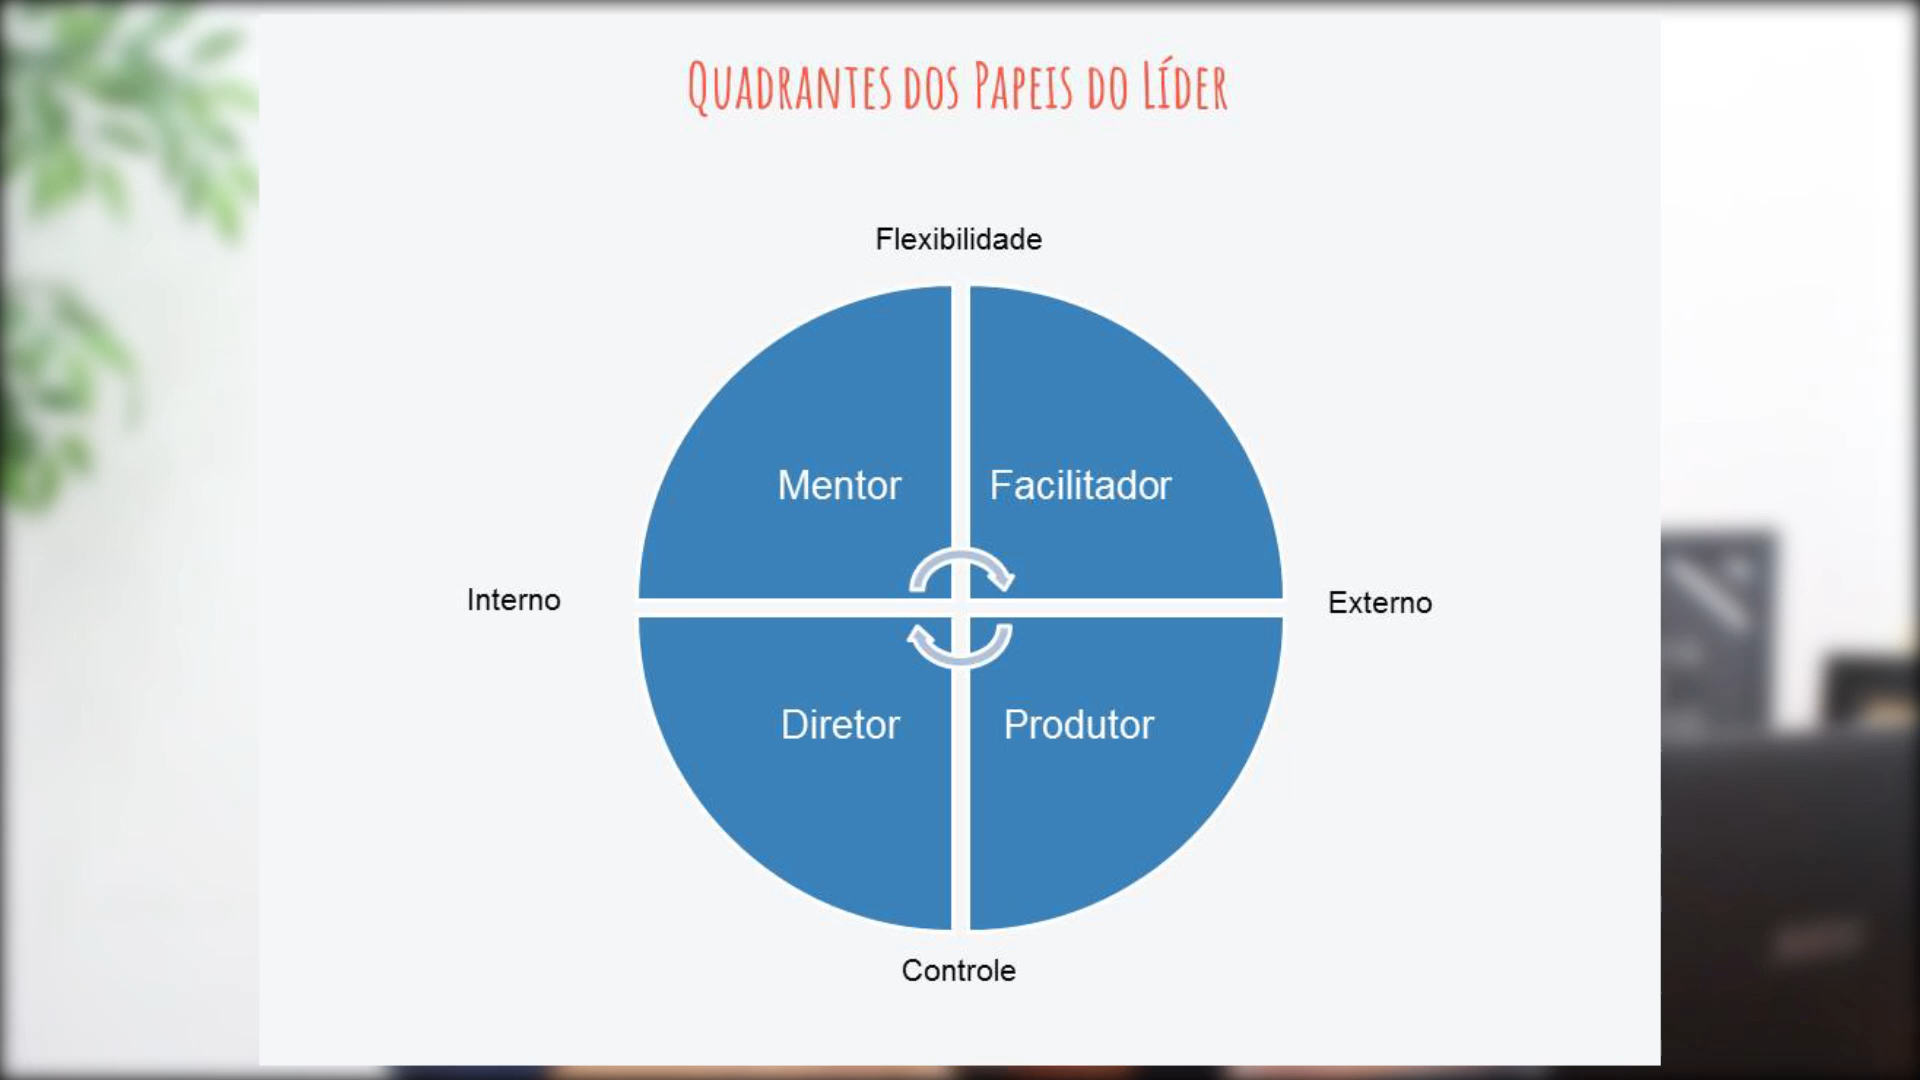 Quadrantes dos Papeis do Líder
Flexibilidade
Mentor
Facilitador
Interno
Externo
Diretor
Produtor
Controle